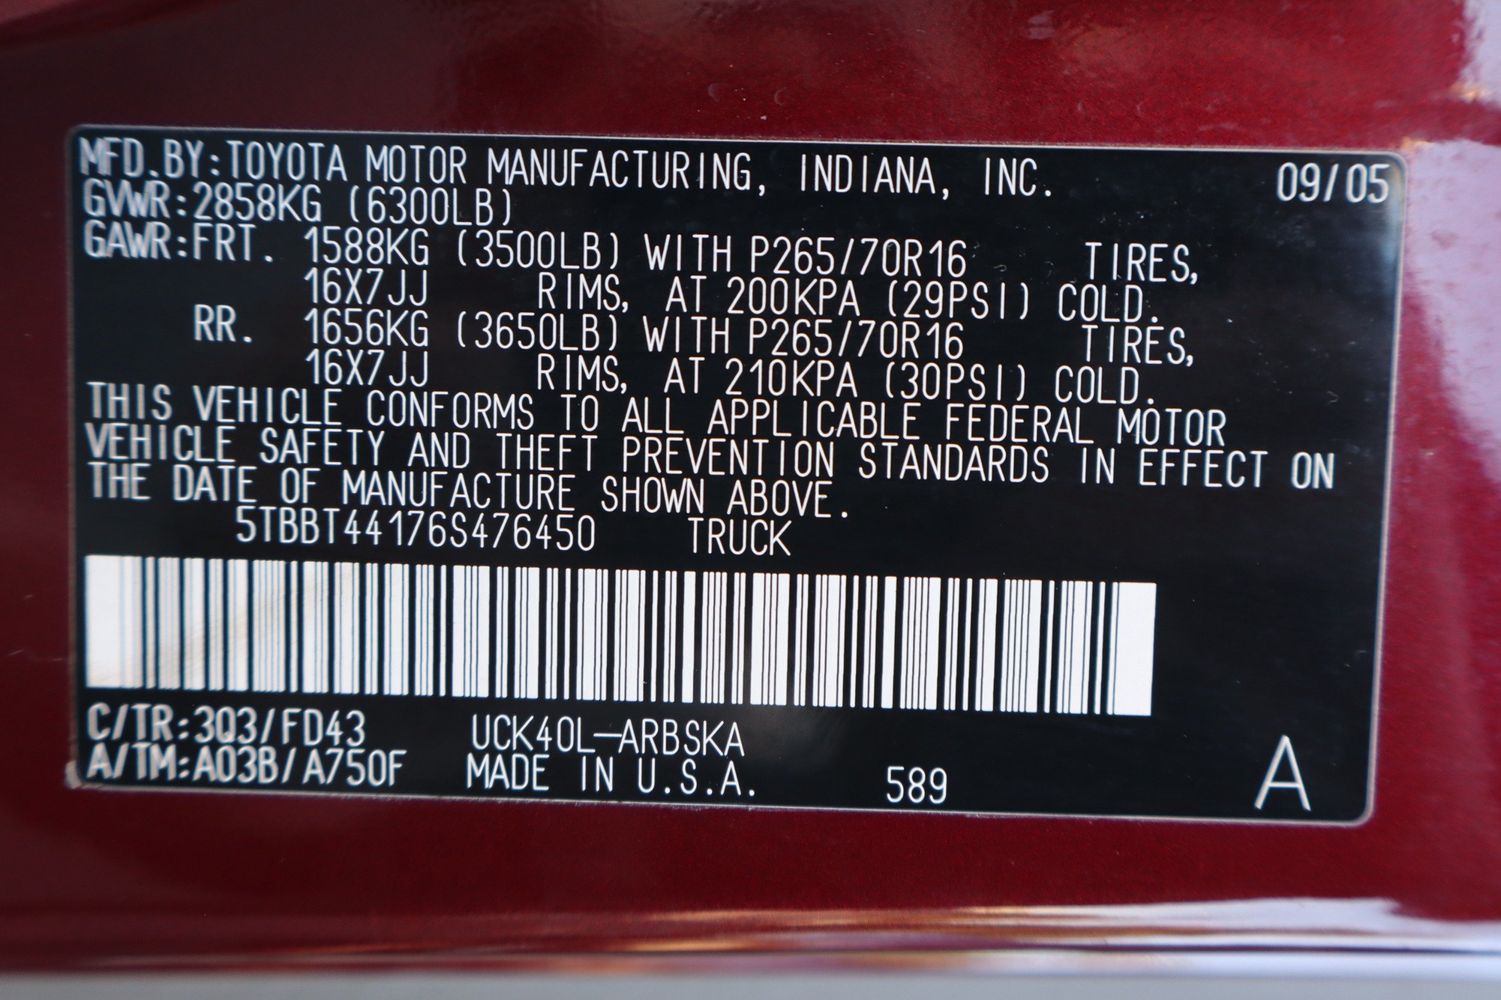 MFD.BY:TOYOTA MOTOR MANUFACTURING, INDIANA, INC. 09/05
GVWR:2858KG (6300LB)
GAWR:FRT. 1588KG (3500LB) WITH P265/70R16 TIRES,
16X7JJ RIMS, AT 200KPA (29PSI) COLD.
RR. 1656KG (3650LB) WITH P265/70R16 TIRES,
16X7JJ RIMS, AT 210KPA (30PSI) COLD.
THIS VEHICLE CONFORMS TO ALL APPLICABLE FEDERAL MOTOR
VEHICLE SAFETY AND THEFT PREVENTION STANDARDS IN EFFECT ON
THE DATE OF MANUFACTURE SHOWN ABOVE.
5TBBT44176S476450 TRUCK
C/TR:3Q3/FD43 UCK40L-ARBSKA
A/TM:A03B/A750F MADE IN U.S.A. 589 A